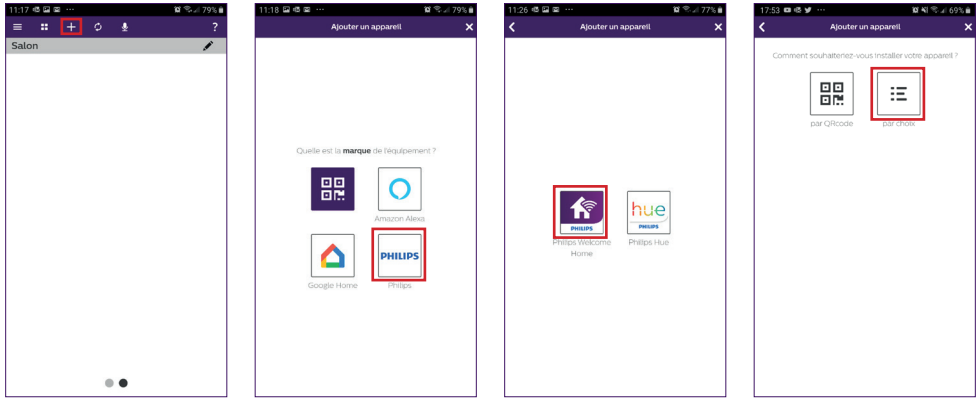 11:17 ··· 79%
+ ?
Salon
11:18 ··· 79%
Ajouter un appareil ×
Quelle est la marque de l'équipement ?
Amazon Alexa
PHILIPS
Google Home
Philips
11:26 ··· 77%
Ajouter un appareil ×
PHILIPS
hue
PHILIPS
Philips Welcome Home
Philips Hue
17:53 ··· 69%
Ajouter un appareil ×
Comment souhaiteriez-vous installer votre appareil ?
par QRcode
par choix